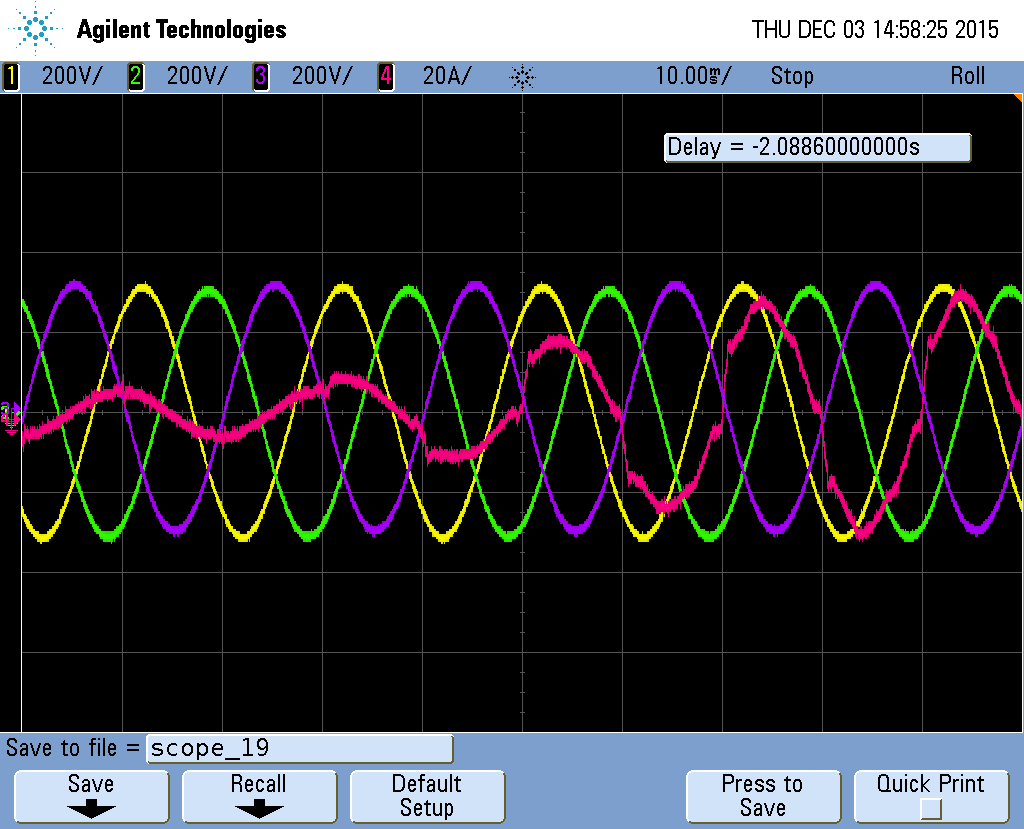 Agilent Technologies THU DEC 03 14:58:25 2015
1 200V/ 2 200V/ 3 200V/ 4 20A/ 10.00ms/ Stop Roll
Delay = -2.08860000000s
Save to file = scope_19
Save Recall Default Setup Press to Save Quick Print